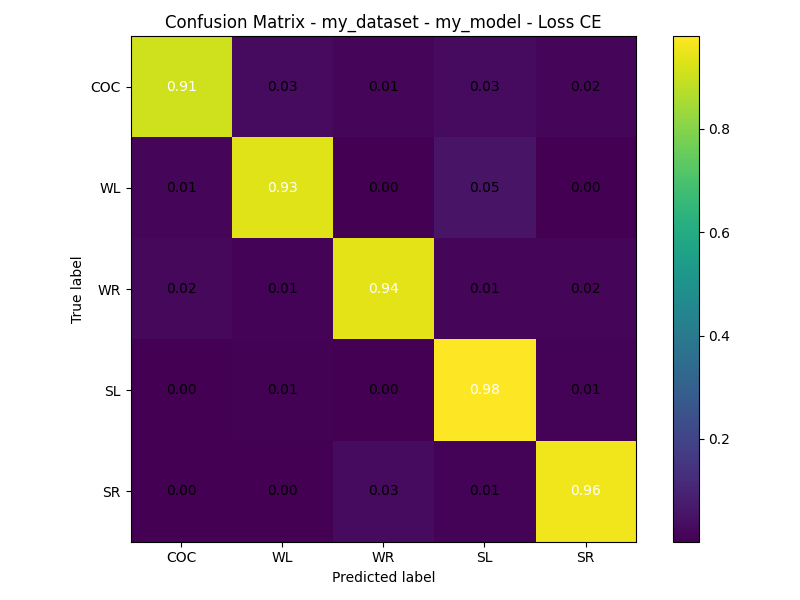 Confusion Matrix - my_dataset - my_model - Loss CE
COC 0.91 0.03 0.01 0.03 0.02
WL 0.01 0.93 0.00 0.05 0.00
WR 0.02 0.01 0.94 0.01 0.02
SL 0.00 0.01 0.00 0.98 0.01
SR 0.00 0.00 0.03 0.01 0.96
COC WL WR SL SR
Predicted label
True label
0.8
0.6
0.4
0.2